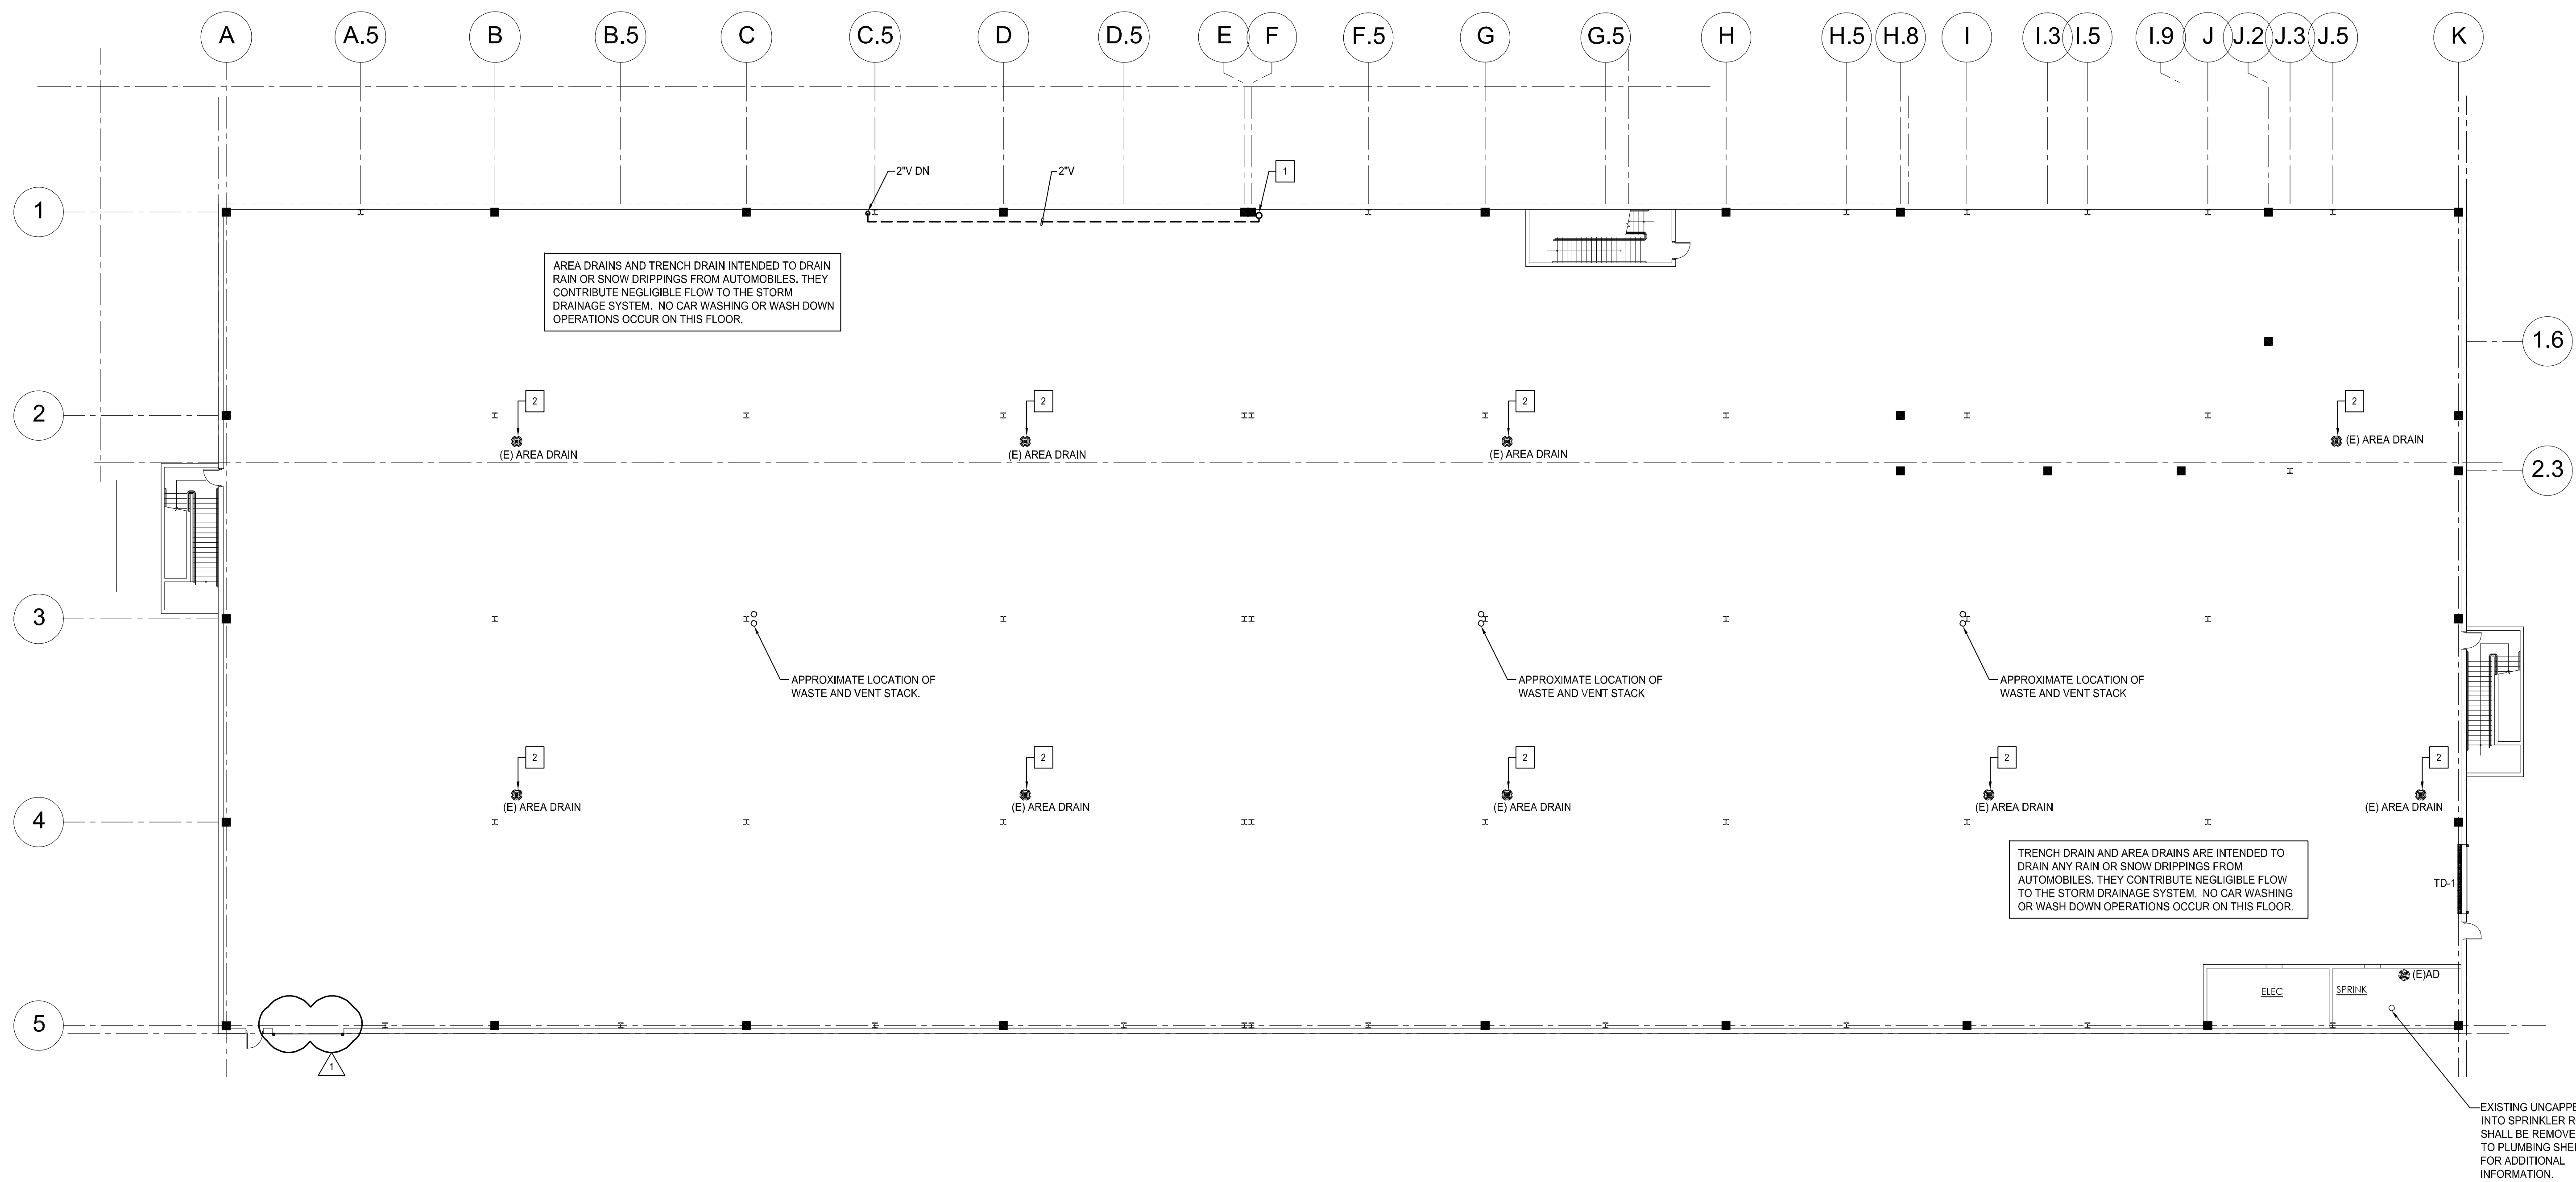 A A.5 B B.5 C C.5 D D.5 E F F.5 G G.5 H H.5 H.8 I I.3 I.5 I.9 J J.2 J.3 J.5 K
2"V DN
2"V
1
1
AREA DRAINS AND TRENCH DRAIN INTENDED TO DRAIN
RAIN OR SNOW DRIPPINGS FROM AUTOMOBILES. THEY
CONTRIBUTE NEGLIGIBLE FLOW TO THE STORM
DRAINAGE SYSTEM. NO CAR WASHING OR WASH DOWN
OPERATIONS OCCUR ON THIS FLOOR.
1.6
2
2
2
2
2
(E) AREA DRAIN
(E) AREA DRAIN
(E) AREA DRAIN
(E) AREA DRAIN
2.3
3
APPROXIMATE LOCATION OF
WASTE AND VENT STACK.
APPROXIMATE LOCATION OF
WASTE AND VENT STACK
APPROXIMATE LOCATION OF
WASTE AND VENT STACK
2
2
2
2
2
(E) AREA DRAIN
(E) AREA DRAIN
(E) AREA DRAIN
(E) AREA DRAIN
(E) AREA DRAIN
4
TRENCH DRAIN AND AREA DRAINS ARE INTENDED TO
DRAIN ANY RAIN OR SNOW DRIPPINGS FROM
AUTOMOBILES. THEY CONTRIBUTE NEGLIGIBLE FLOW
TO THE STORM DRAINAGE SYSTEM. NO CAR WASHING
OR WASH DOWN OPERATIONS OCCUR ON THIS FLOOR.
TD-1
(E)AD
ELEC
SPRINK
5
1
EXISTING
INTO SPRINKLER
SHALL BE
TO PLUMBING
FOR ADDITIONAL
INFORMATION.